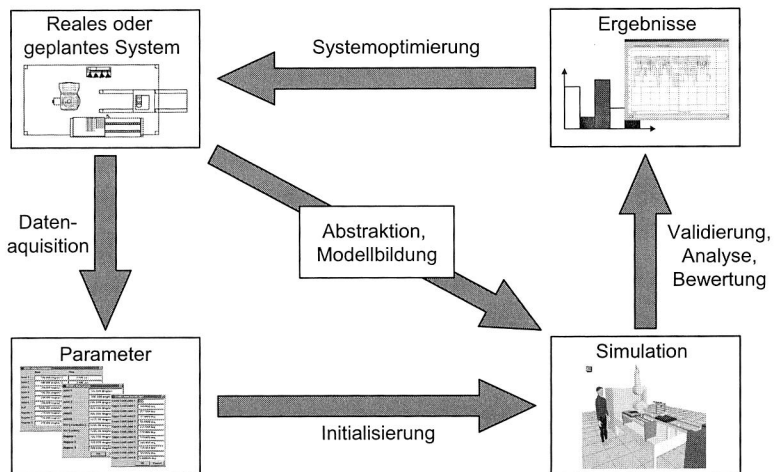 Reales oder
geplantes System
Systemoptimierung
Ergebnisse
Daten-
aquisition
Abstraktion,
Modellbildung
Validierung,
Analyse,
Bewertung
Parameter
Initialisierung
Simulation